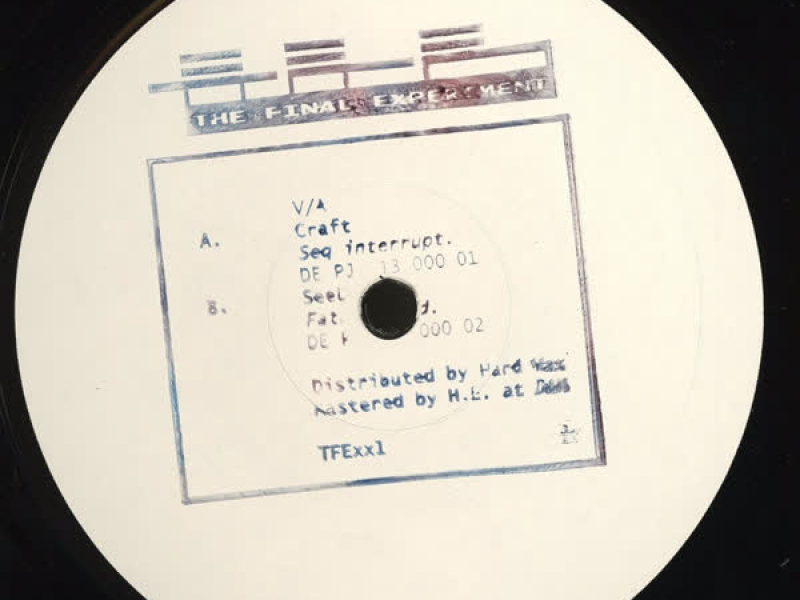 THE FINAL EXPERIMENT
V/A
A. Craft
Seq interrupt.
DE 13 000 01
B.
000 02
Distributed by Hard Wax
Mastered by H.E. at
TFExx1